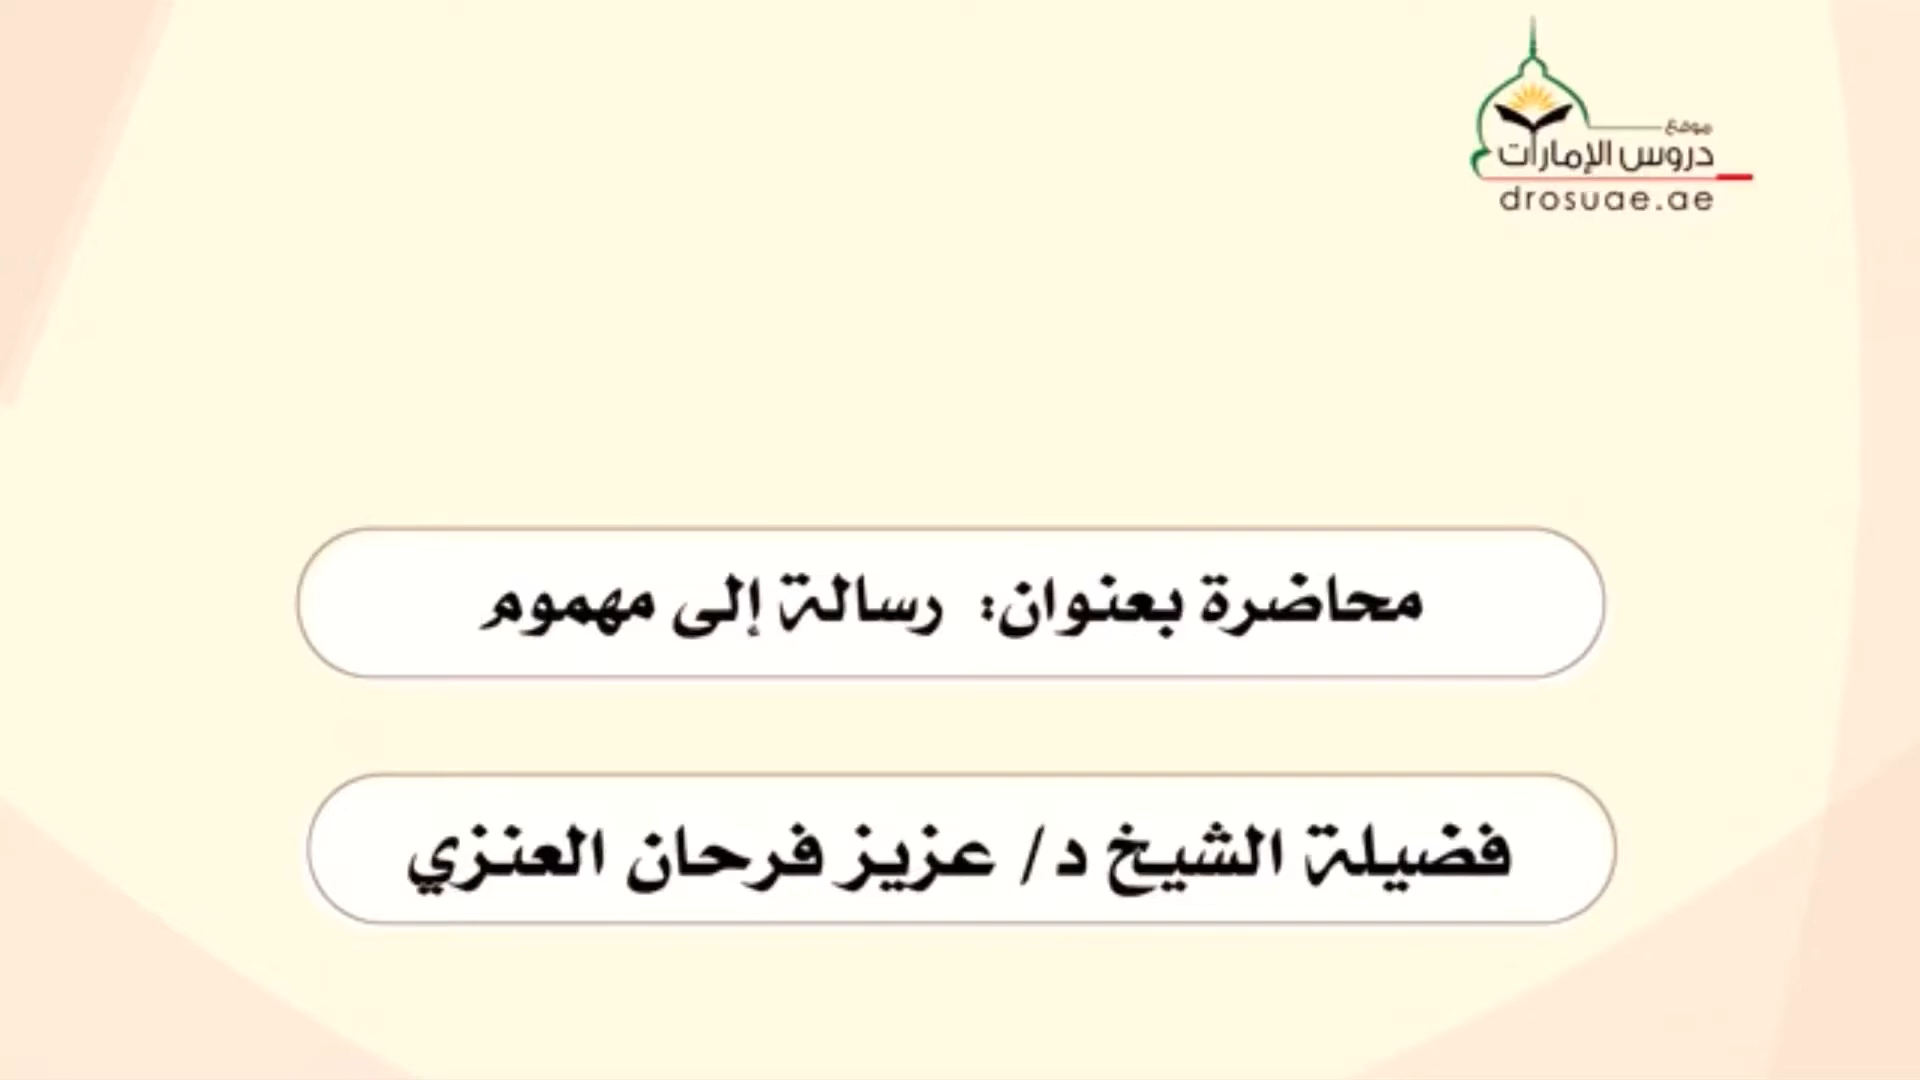 موقع
دروس الإمارات
drosuae.ae
محاضرة بعنوان: رسالة إلى مهموم
فضيلة الشيخ د/ عزيز فرحان العنزي